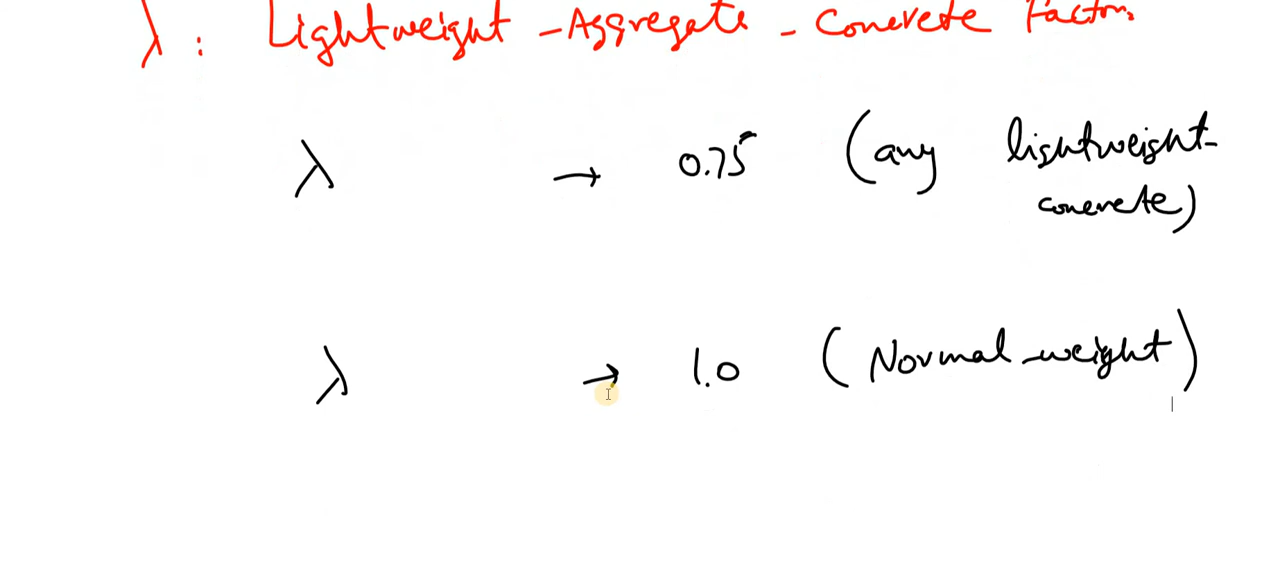 λ : Lightweight - Aggregate - Concrete Factor.
λ → 0.75 (any lightweight-
concrete)
λ → 1.0 (Normal-weight)